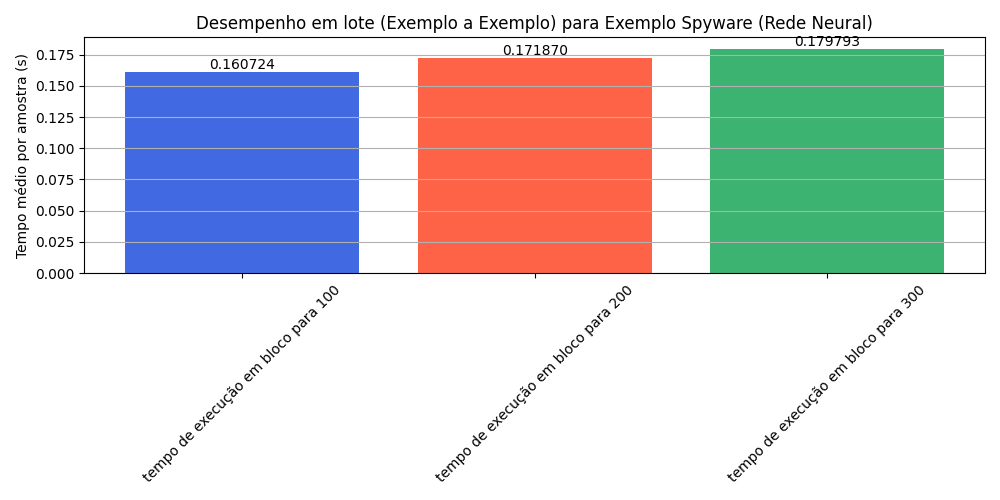 Desempenho em lote (Exemplo a Exemplo) para Exemplo Spyware (Rede Neural)
Tempo médio por amostra (s)
0.175
0.150
0.125
0.100
0.075
0.050
0.025
0.000
0.160724
0.171870
0.179793
tempo de execução em bloco para 100
tempo de execução em bloco para 200
tempo de execução em bloco para 300